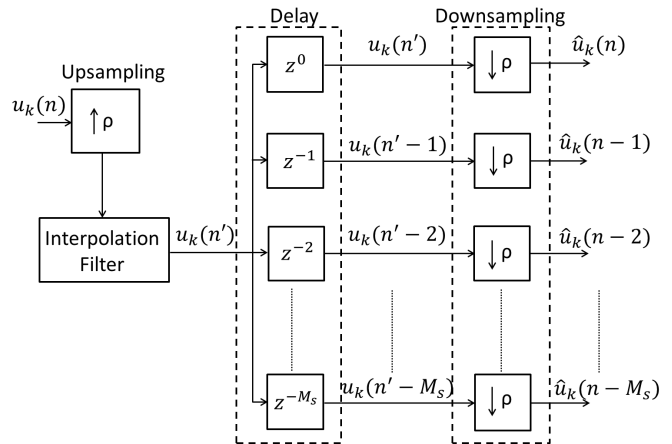 Delay
Downsampling
Upsampling
u_k(n)
↑ ρ
Interpolation
Filter
u_k(n′)
z^0
u_k(n′)
↓ ρ
û_k(n)
z^{-1}
u_k(n′ − 1)
↓ ρ
û_k(n − 1)
z^{-2}
u_k(n′ − 2)
↓ ρ
û_k(n − 2)
z^{-M_s}
u_k(n′ − M_s)
↓ ρ
û_k(n − M_s)